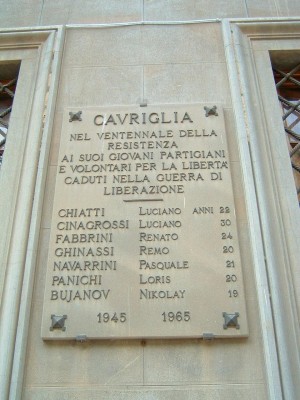 CAVRIGLIA
NEL VENTENNALE DELLA
RESISTENZA
AI SUOI GIOVANI PARTIGIANI
E VOLONTARI PER LA LIBERTA'
CADUTI NELLA GUERRA DI
LIBERAZIONE
CHIATTI LUCIANO ANNI 22
CINAGROSSI LUCIANO 30
FABBRINI RENATO 24
GHINASSI REMO 20
NAVARRINI PASQUALE 21
PANICHI LORIS 20
BUJANOV NIKOLAY 19
1945 1965